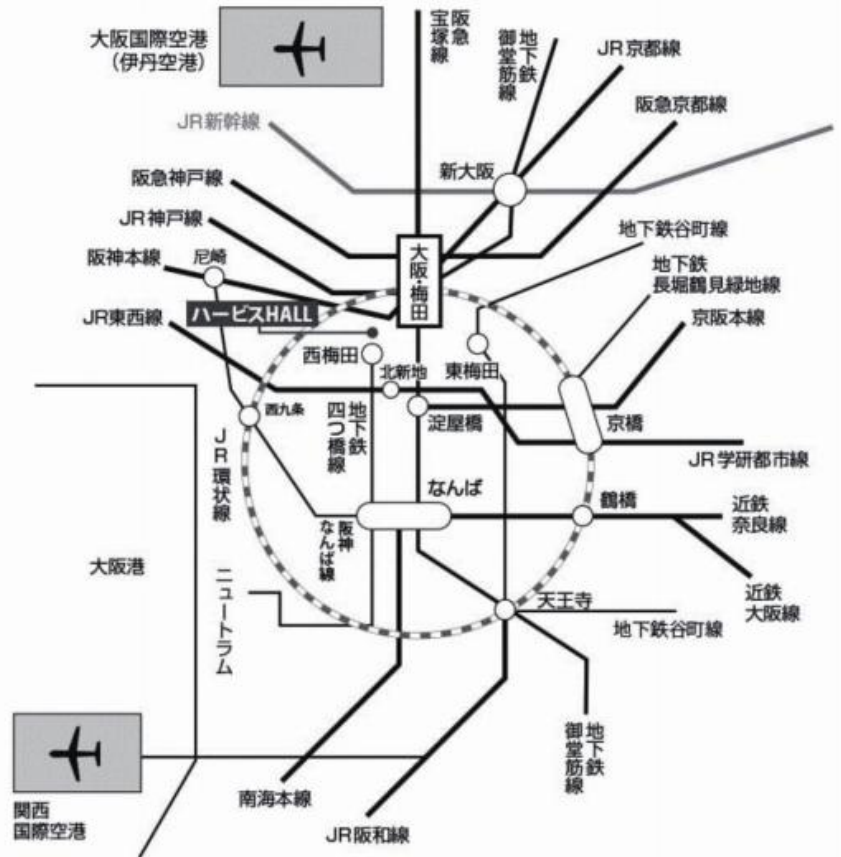 大阪国際空港
（伊丹空港）
阪急
宝塚線
地下鉄
御堂筋線
JR京都線
阪急京都線
JR新幹線
新大阪
阪急神戸線
JR神戸線
阪神本線
尼崎
大阪・梅田
地下鉄谷町線
地下鉄
長堀鶴見緑地線
京阪本線
ハービスHALL
JR東西線
西梅田
東梅田
北新地
西九条
地下鉄
四つ橋線
淀屋橋
京橋
JR学研都市線
JR環状線
なんば
鶴橋
近鉄
奈良線
阪神
なんば線
大阪港
ニュートラム
天王寺
近鉄
大阪線
地下鉄谷町線
地下鉄
御堂筋線
関西
国際空港
南海本線
JR阪和線